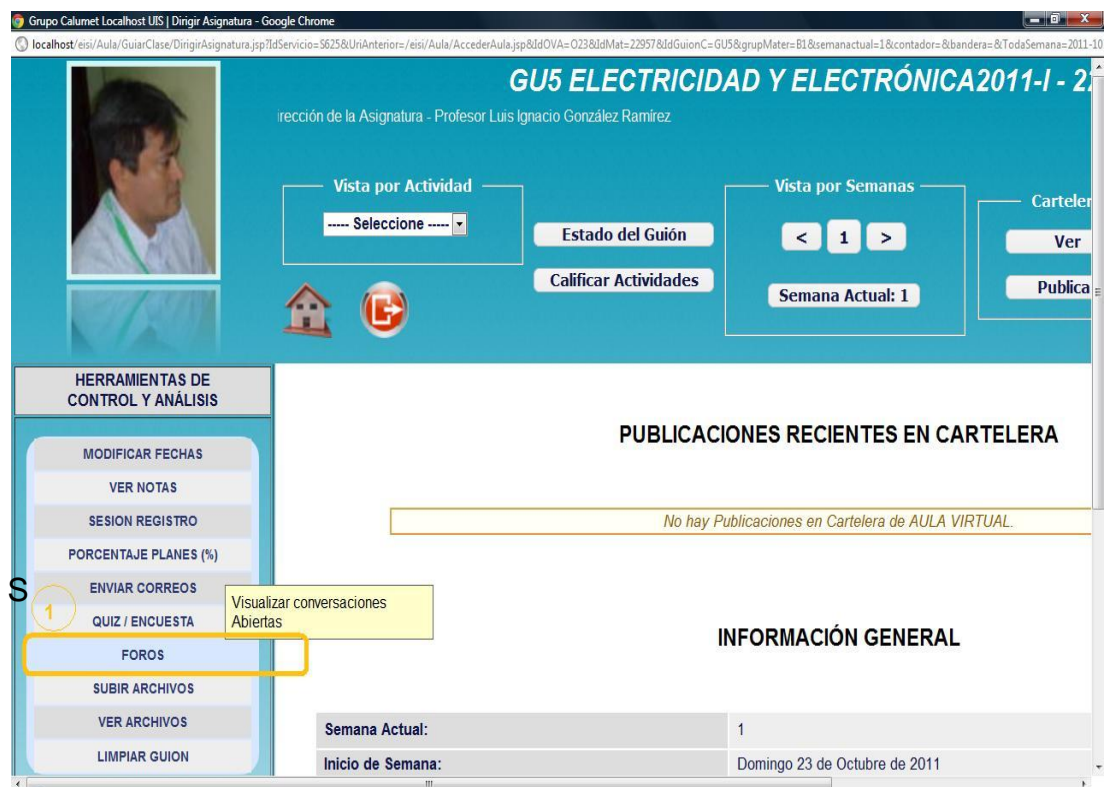 Grupo Calumet Localhost UIS | Dirigir Asignatura - Google Chrome
localhost/eisi/Aula/GuiarClase/DirigirAsignatura.jsp?IdServicio=S625&UriAnterior=/eisi/Aula/AccederAula.jsp&IdOVA=O23&IdMat=22957&IdGuionC=GU5&grupMater=B1&semanactual=1&contador=&bandera=&TodaSemana=2011-10
GU5 ELECTRICIDAD Y ELECTRÓNICA2011-I - 22
irección de la Asignatura - Profesor Luis Ignacio González Ramírez
Vista por Actividad
----- Seleccione -----
Estado del Guión
Calificar Actividades
Vista por Semanas
< 1 >
Semana Actual: 1
Carteler
Ver
Publica
HERRAMIENTAS DE
CONTROL Y ANÁLISIS
MODIFICAR FECHAS
VER NOTAS
SESION REGISTRO
PORCENTAJE PLANES (%)
ENVIAR CORREOS
QUIZ / ENCUESTA
FOROS
SUBIR ARCHIVOS
VER ARCHIVOS
LIMPIAR GUION
S
1
Visualizar conversaciones
Abiertas
PUBLICACIONES RECIENTES EN CARTELERA
No hay Publicaciones en Cartelera de AULA VIRTUAL.
INFORMACIÓN GENERAL
Semana Actual: 1
Inicio de Semana: Domingo 23 de Octubre de 2011